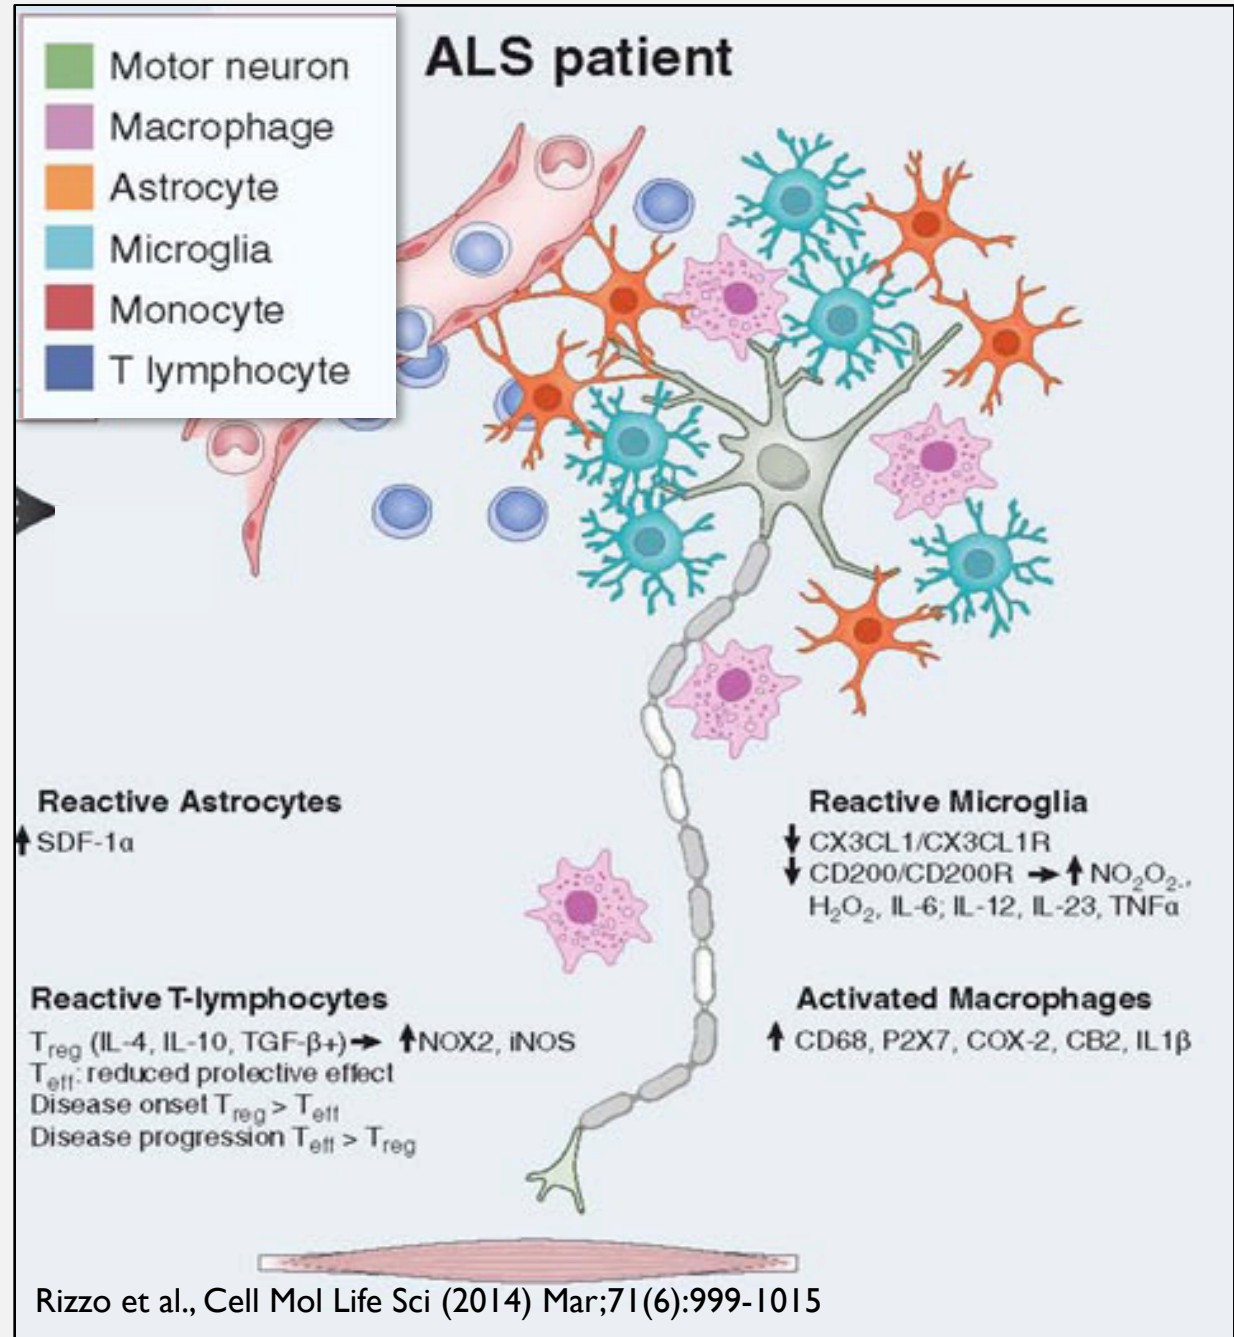 ALS patient
Motor neuron
Macrophage
Astrocyte
Microglia
Monocyte
T lymphocyte
Reactive Astrocytes
⬆SDF-1α
Reactive Microglia
⬇CX3CL1/CX3CL1R
⬇CD200/CD200R ➡⬆NO₂O₂.,
H₂O₂, IL-6; IL-12, IL-23, TNFα
Reactive T-lymphocytes
Treg (IL-4, IL-10, TGF-β+)➡ ⬆NOX2, iNOS
Teff: reduced protective effect
Disease onset Treg > Teff
Disease progression Teff > Treg
Activated Macrophages
⬆ CD68, P2X7, COX-2, CB2, IL1β
Rizzo et al., Cell Mol Life Sci (2014) Mar;71(6):999-1015